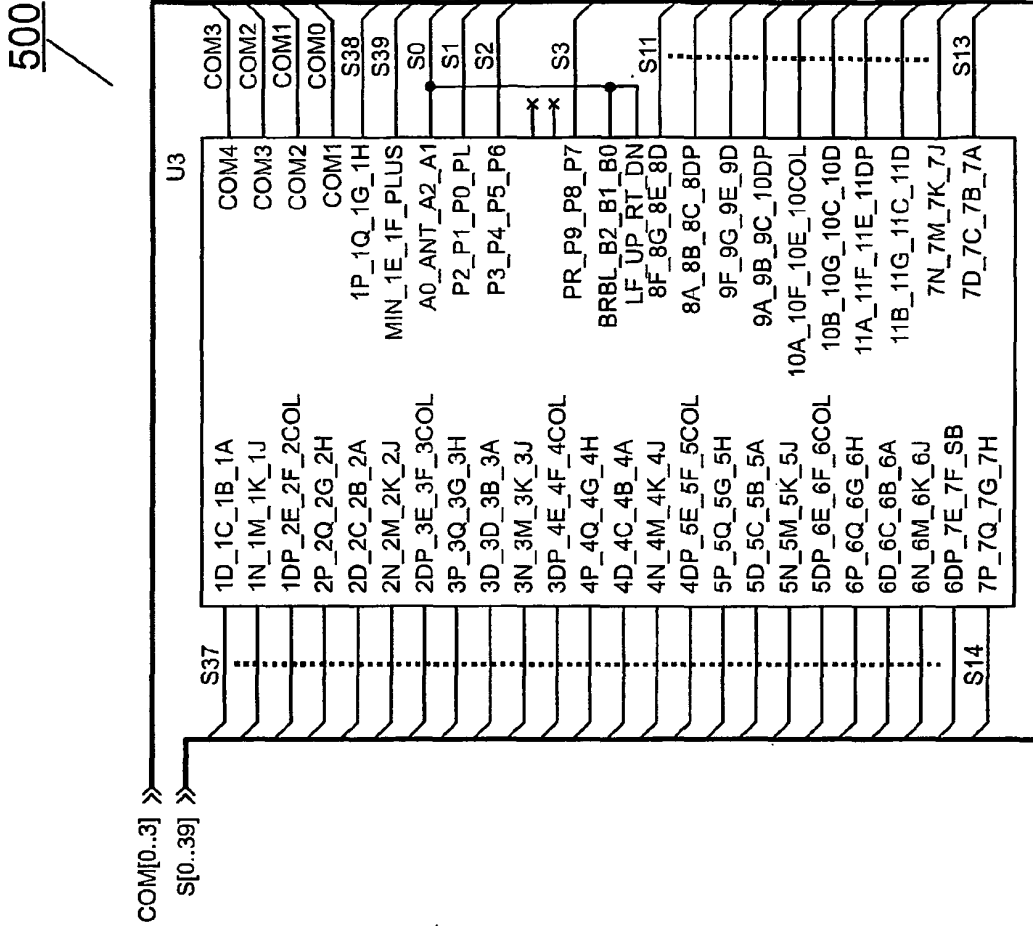 500
COM[0..3]
S[0..39]
U3
S37
S14
1D_1C_1B_1A
1N_1M_1K_1J
1DP_2E_2F_2COL
2P_2Q_2G_2H
2D_2C_2B_2A
2N_2M_2K_2J
2DP_3E_3F_3COL
3P_3Q_3G_3H
3D_3D_3B_3A
3N_3M_3K_3J
3DP_4E_4F_4COL
4P_4Q_4G_4H
4D_4C_4B_4A
4N_4M_4K_4J
4DP_5E_5F_5COL
5P_5Q_5G_5H
5D_5C_5B_5A
5N_5M_5K_5J
5DP_6E_6F_6COL
6P_6Q_6G_6H
6D_6C_6B_6A
6N_6M_6K_6J
6DP_7E_7F_SB
7P_7Q_7G_7H
COM4
COM3
COM2
COM1
1P_1Q_1G_1H
MIN_1E_1F_PLUS
A0_ANT_A2_A1
P2_P1_P0_PL
P3_P4_P5_P6
PR_P9_P8_P7
BRBL_B2_B1_B0
LF_UP_RT_DN
8F_8G_8E_8D
8A_8B_8C_8DP
9F_9G_9E_9D
9A_9B_9C_10DP
10A_10F_10E_10COL
10B_10G_10C_10D
11A_11F_11E_11DP
11B_11G_11C_11D
7N_7M_7K_7J
7D_7C_7B_7A
COM3
COM2
COM1
COM0
S38
S39
S0
S1
S2
S3
S11
S13